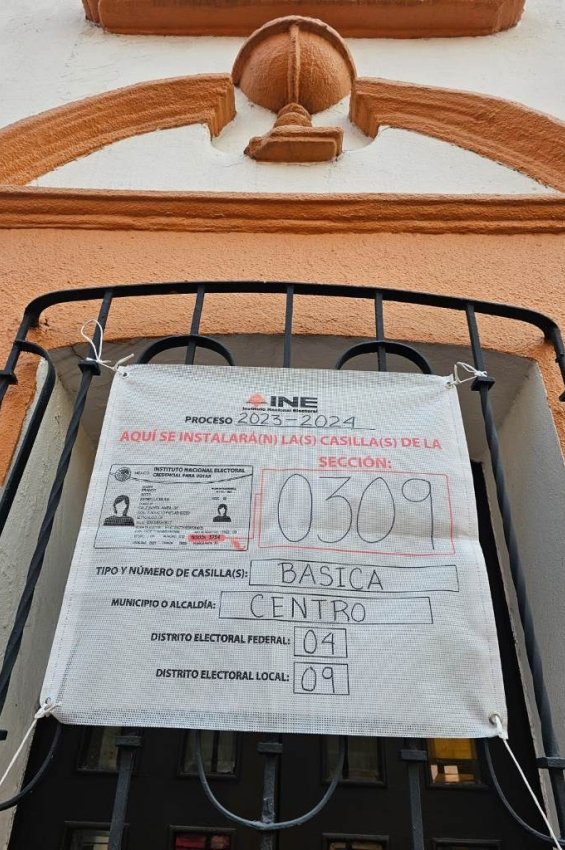 INE
Instituto Nacional Electoral
PROCESO 2023-2024
AQUÍ SE INSTALARÁ(N) LA(S) CASILLA(S) DE LA
SECCIÓN:
MÉXICO INSTITUTO NACIONAL ELECTORAL
CREDENCIAL PARA VOTAR
0309
TIPO Y NÚMERO DE CASILLA(S): BASICA
MUNICIPIO O ALCALDÍA: CENTRO
DISTRITO ELECTORAL FEDERAL: 04
DISTRITO ELECTORAL LOCAL: 09